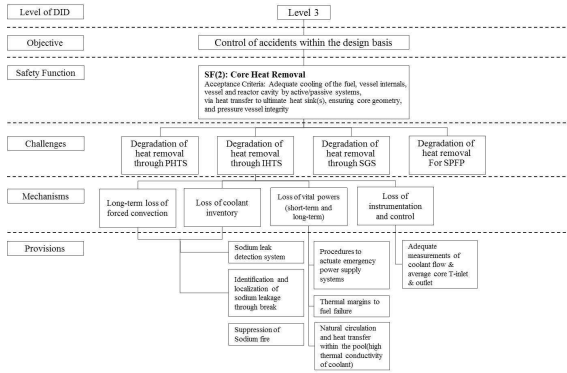 Level of DID
Level 3
Objective
Control of accidents within the design basis
Safety Function
SF(2): Core Heat Removal
Acceptance Criteria: Adequate cooling of the fuel, vessel internals,
vessel and reactor cavity by active/passive systems,
via heat transfer to ultimate heat sink(s), ensuring core geometry,
and pressure vessel integrity
Challenges
Degradation of
heat removal
through PHTS
Degradation of
heat removal
through IHTS
Degradation of
heat removal
through SGS
Degradation of
heat removal
For SPFP
Mechanisms
Long-term loss of
forced convection
Loss of coolant
inventory
Loss of vital powers
(short-term and
long-term)
Loss of
instrumentation
and control
Provisions
Sodium leak
detection system
Identification and
localization of
sodium leakage
through break
Suppression of
Sodium fire
Procedures to
actuate emergency
power supply
systems
Thermal margins to
fuel failure
Natural circulation
and heat transfer
within the pool(high
thermal conductivity
of coolant)
Adequate
measurements of
coolant flow &
average core T-inlet
& outlet